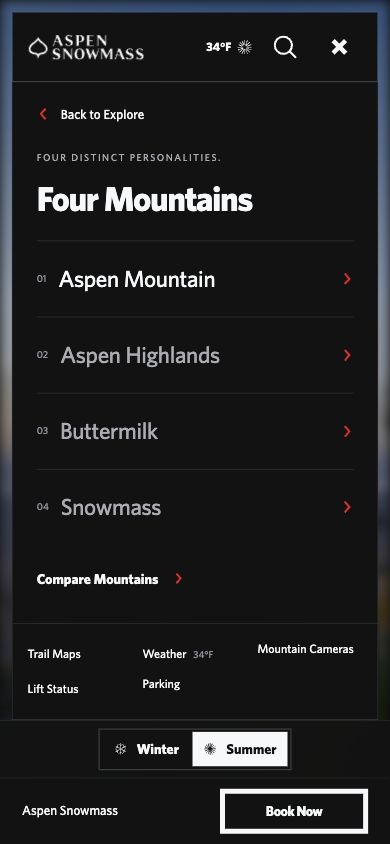 ASPEN
SNOWMASS
34°F
Back to Explore
FOUR DISTINCT PERSONALITIES.
Four Mountains
01 Aspen Mountain
02 Aspen Highlands
03 Buttermilk
04 Snowmass
Compare Mountains
Trail Maps
Weather 34°F
Mountain Cameras
Lift Status
Parking
Winter
Summer
Aspen Snowmass
Book Now